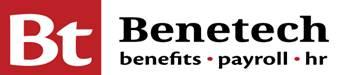 Bt
Benetech
benefits • payroll • hr